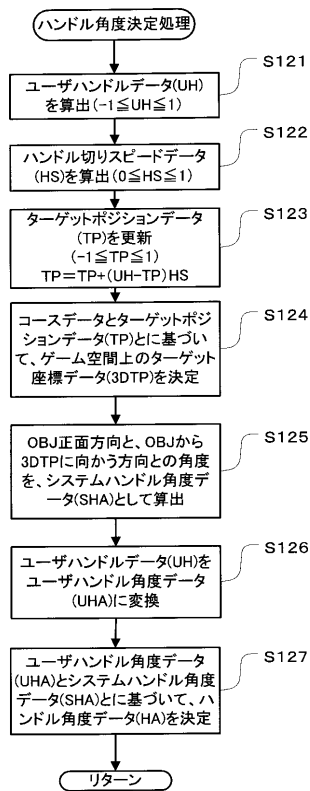 ハンドル角度決定処理
S121
ユーザハンドルデータ(UH)
を算出(-1≦UH≦1)
S122
ハンドル切りスピードデータ
(HS)を算出(0≦HS≦1)
S123
ターゲットポジションデータ
(TP)を更新
(-1≦TP≦1)
TP=TP+(UH-TP)HS
S124
コースデータとターゲットポジ
ションデータ(TP)とに基づい
て、ゲーム空間上のターゲット
座標データ(3DTP)を決定
S125
OBJ正面方向と、OBJから
3DTPに向かう方向との角度
を、システムハンドル角度デ
ータ(SHA)として算出
S126
ユーザハンドルデータ(UH)を
ユーザハンドル角度データ
(UHA)に変換
S127
ユーザハンドル角度データ
(UHA)とシステムハンドル角度
データ(SHA)とに基づいて、ハ
ンドル角度データ(HA)を決定
リターン